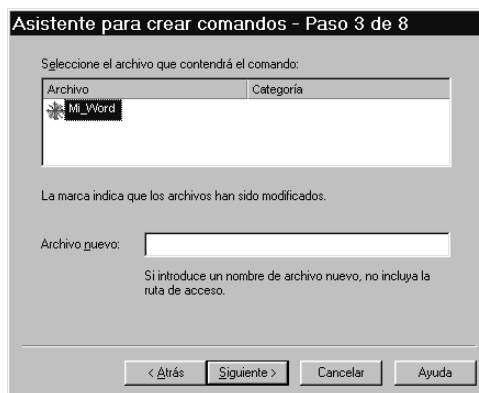 Asistente para crear comandos - Paso 3 de 8
Seleccione el archivo que contendrá el comando:
Archivo Categoría
Mi_Word
La marca indica que los archivos han sido modificados.
Archivo nuevo:
Si introduce un nombre de archivo nuevo, no incluya la
ruta de acceso.
< Atrás Siguiente > Cancelar Ayuda